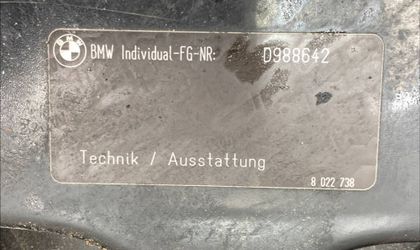 BMW Individual-FG-NR: D988642
Technik / Ausstattung
8 022 738